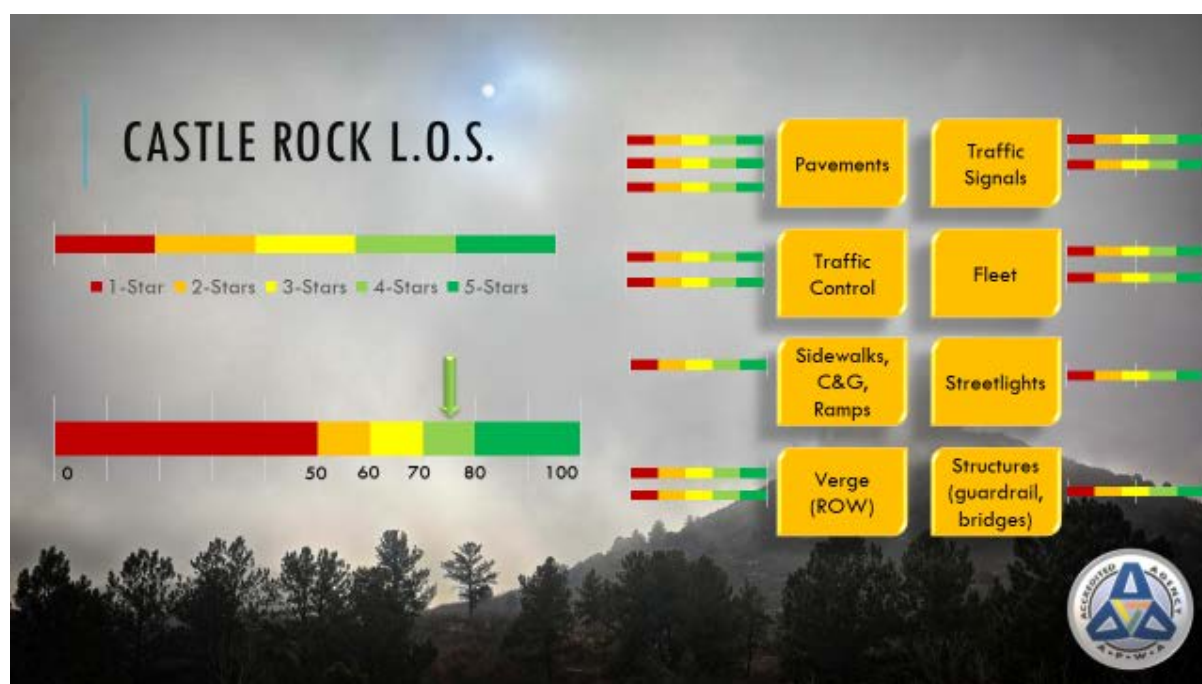 CASTLE ROCK L.O.S.
1-Star 2-Stars 3-Stars 4-Stars 5-Stars
0 50 60 70 80 100
Pavements
Traffic
Signals
Traffic
Control
Fleet
Sidewalks,
C&G,
Ramps
Streetlights
Verge
(ROW)
Structures
(guardrail,
bridges)
ACCREDITED AGENCY
A·P·W·A